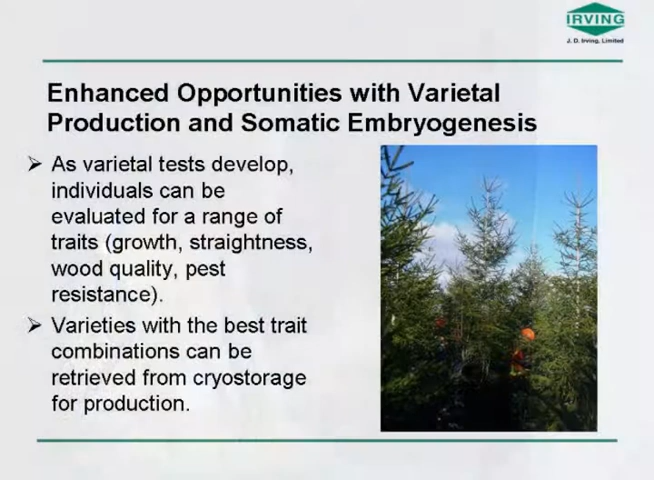 IRVING
J. D. Irving, Limited
Enhanced Opportunities with Varietal
Production and Somatic Embryogenesis
➢ As varietal tests develop,
individuals can be
evaluated for a range of
traits (growth, straightness,
wood quality, pest
resistance).
➢ Varieties with the best trait
combinations can be
retrieved from cryostorage
for production.